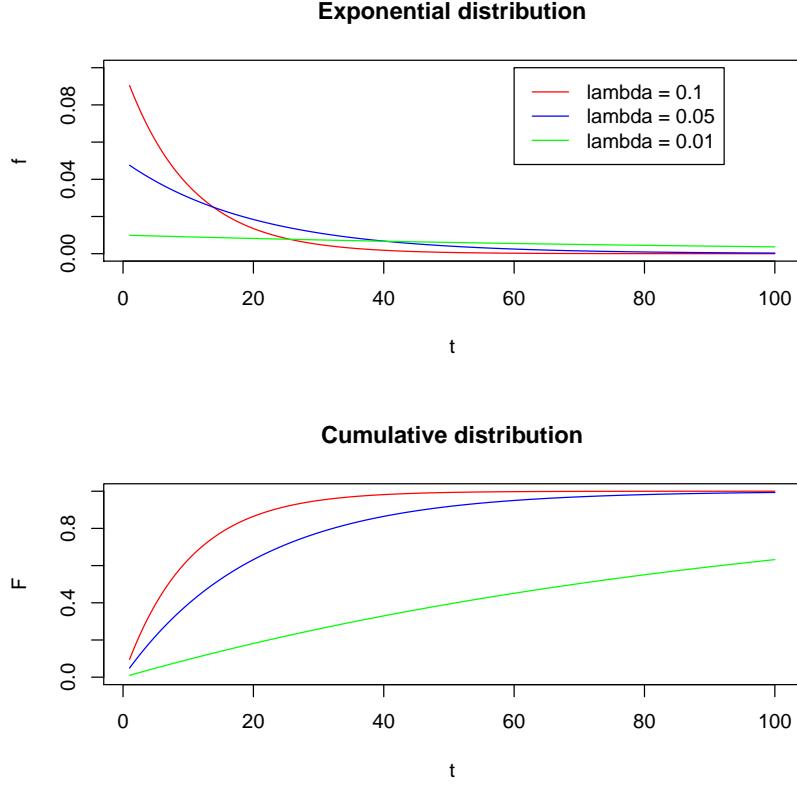 Exponential distribution
f
0.08
0.04
0.00
lambda = 0.1
lambda = 0.05
lambda = 0.01
0 20 40 60 80 100
t
Cumulative distribution
F
0.8
0.4
0.0
0 20 40 60 80 100
t